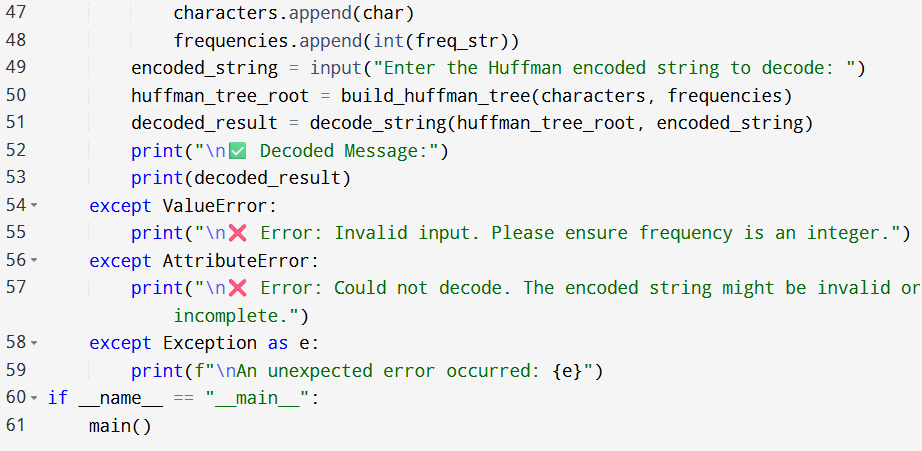 47 characters.append(char)
48 frequencies.append(int(freq_str))
49 encoded_string = input("Enter the Huffman encoded string to decode: ")
50 huffman_tree_root = build_huffman_tree(characters, frequencies)
51 decoded_result = decode_string(huffman_tree_root, encoded_string)
52 print("\n✅ Decoded Message:")
53 print(decoded_result)
54 except ValueError:
55 print("\n❌ Error: Invalid input. Please ensure frequency is an integer.")
56 except AttributeError:
57 print("\n❌ Error: Could not decode. The encoded string might be invalid or
incomplete.")
58 except Exception as e:
59 print(f"\nAn unexpected error occurred: {e}")
60 if __name__ == "__main__":
61 main()